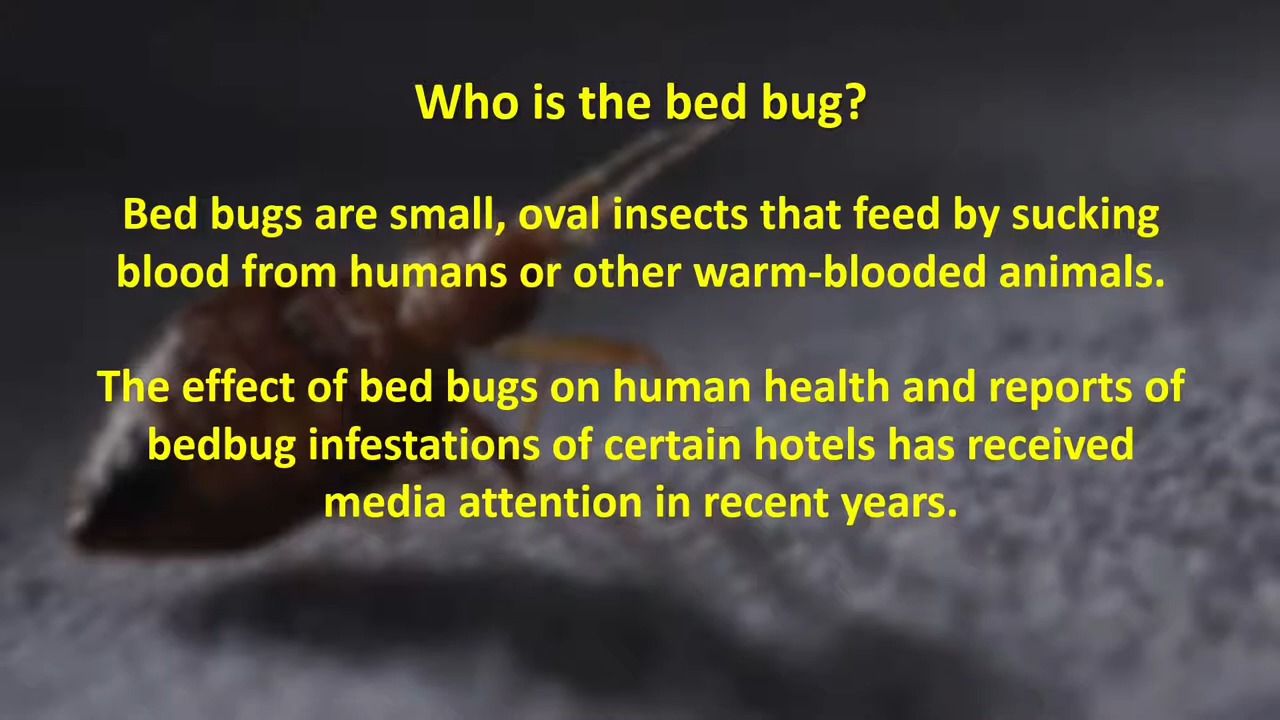 Who is the bed bug?
Bed bugs are small, oval insects that feed by sucking
blood from humans or other warm-blooded animals.
The effect of bed bugs on human health and reports of
bedbug infestations of certain hotels has received
media attention in recent years.